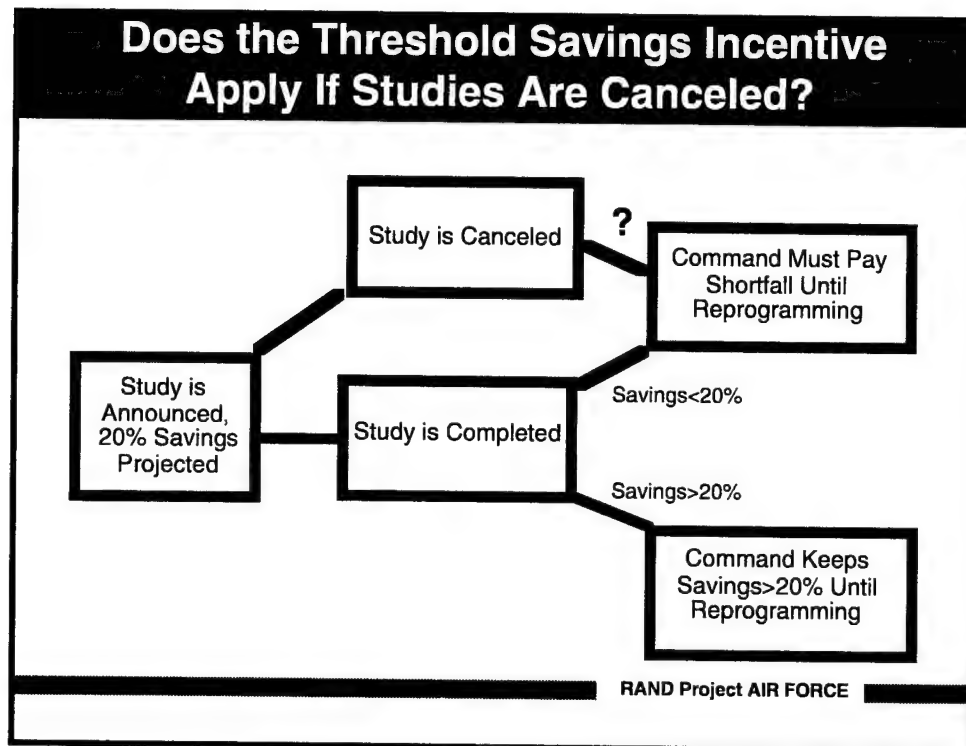 Does the Threshold Savings Incentive
Apply If Studies Are Canceled?
Study is Canceled
?
Command Must Pay
Shortfall Until
Reprogramming
Study is
Announced,
20% Savings
Projected
Study is Completed
Savings<20%
Savings>20%
Command Keeps
Savings>20% Until
Reprogramming
RAND Project AIR FORCE